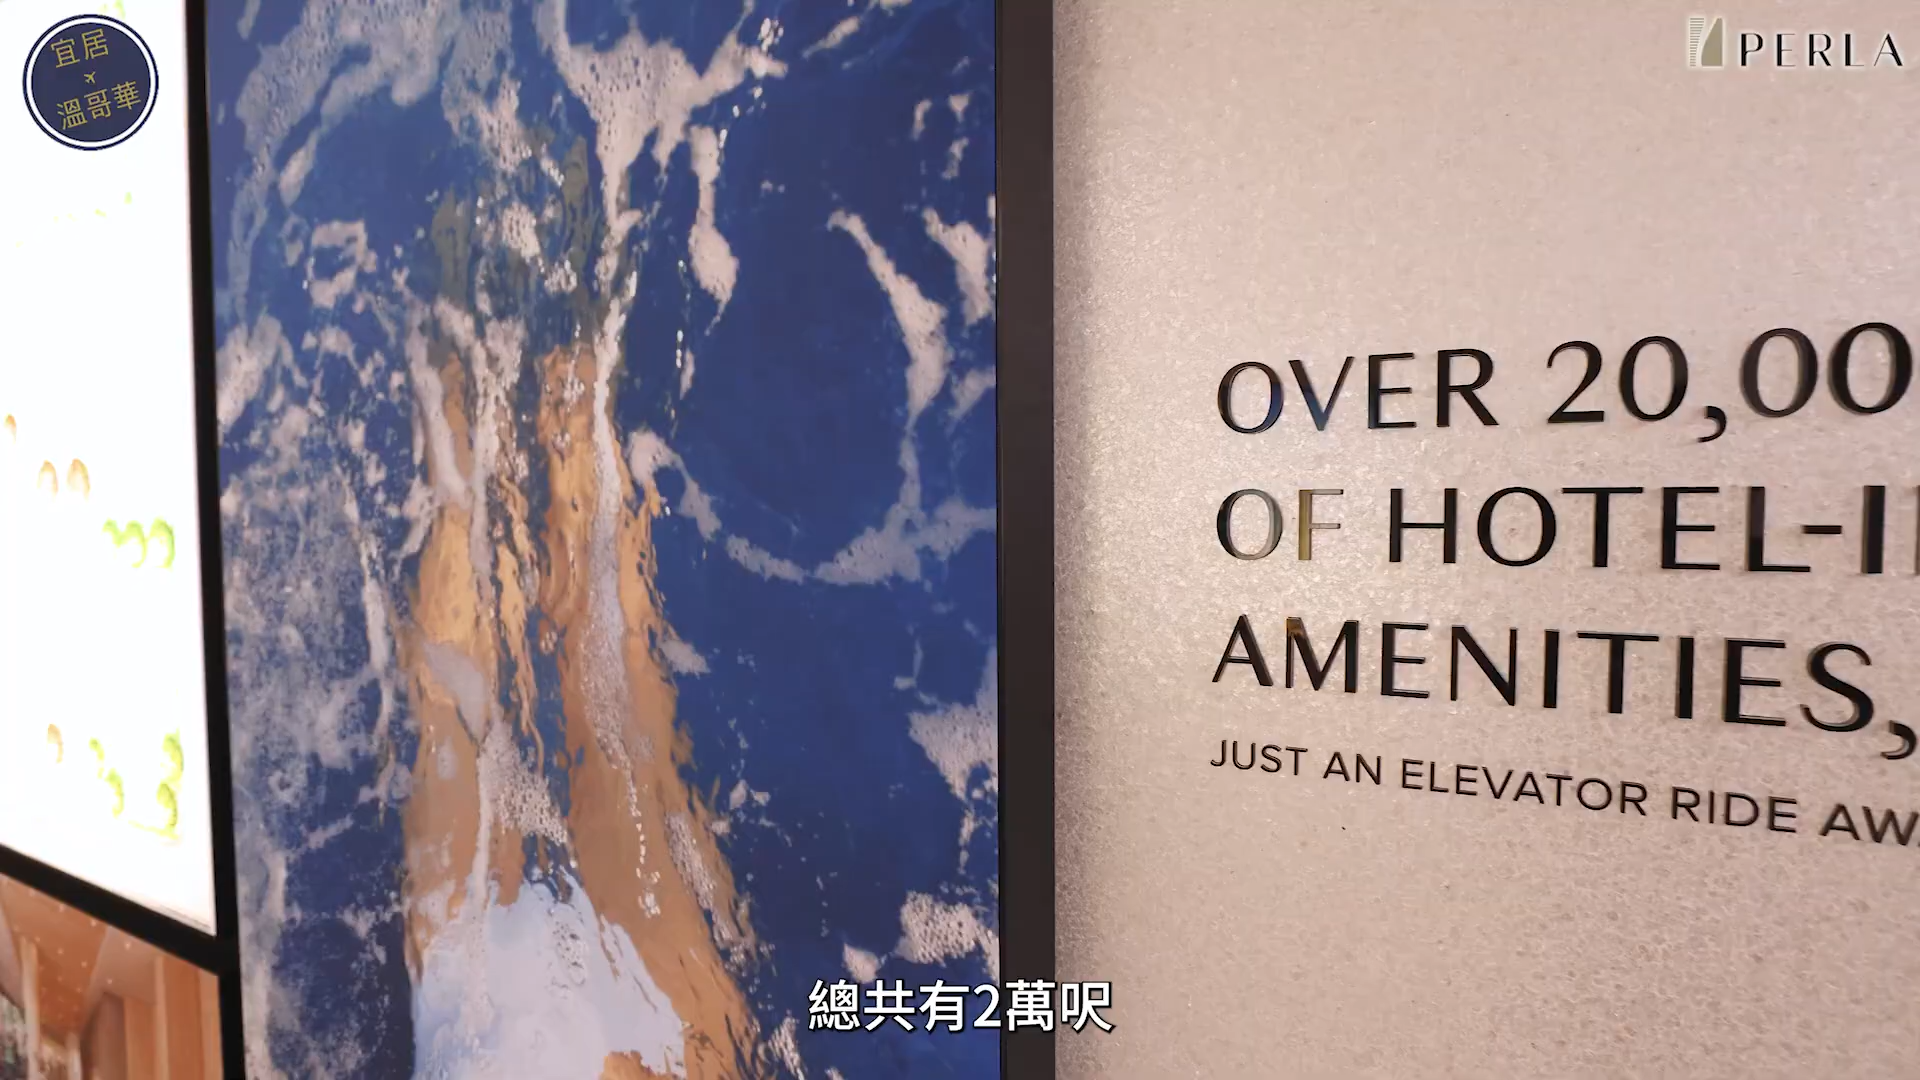 宜居
溫哥華
PERLA
OVER 20,00
OF HOTEL-I
AMENITIES,
JUST AN ELEVATOR RIDE AW
總共有2萬呎